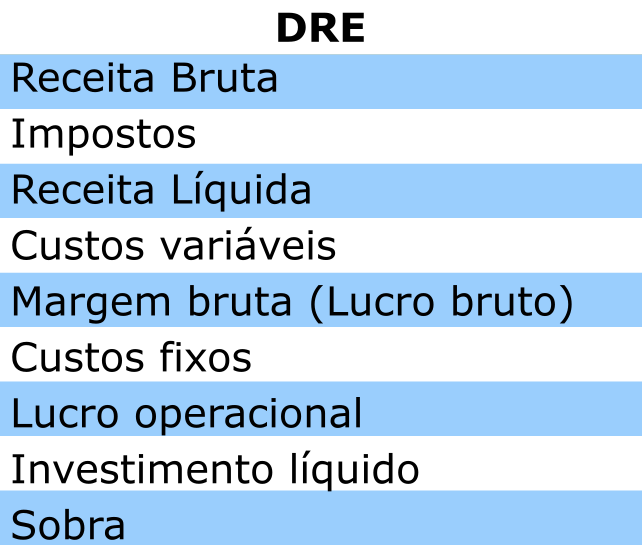 DRE
Receita Bruta
Impostos
Receita Líquida
Custos variáveis
Margem bruta (Lucro bruto)
Custos fixos
Lucro operacional
Investimento líquido
Sobra